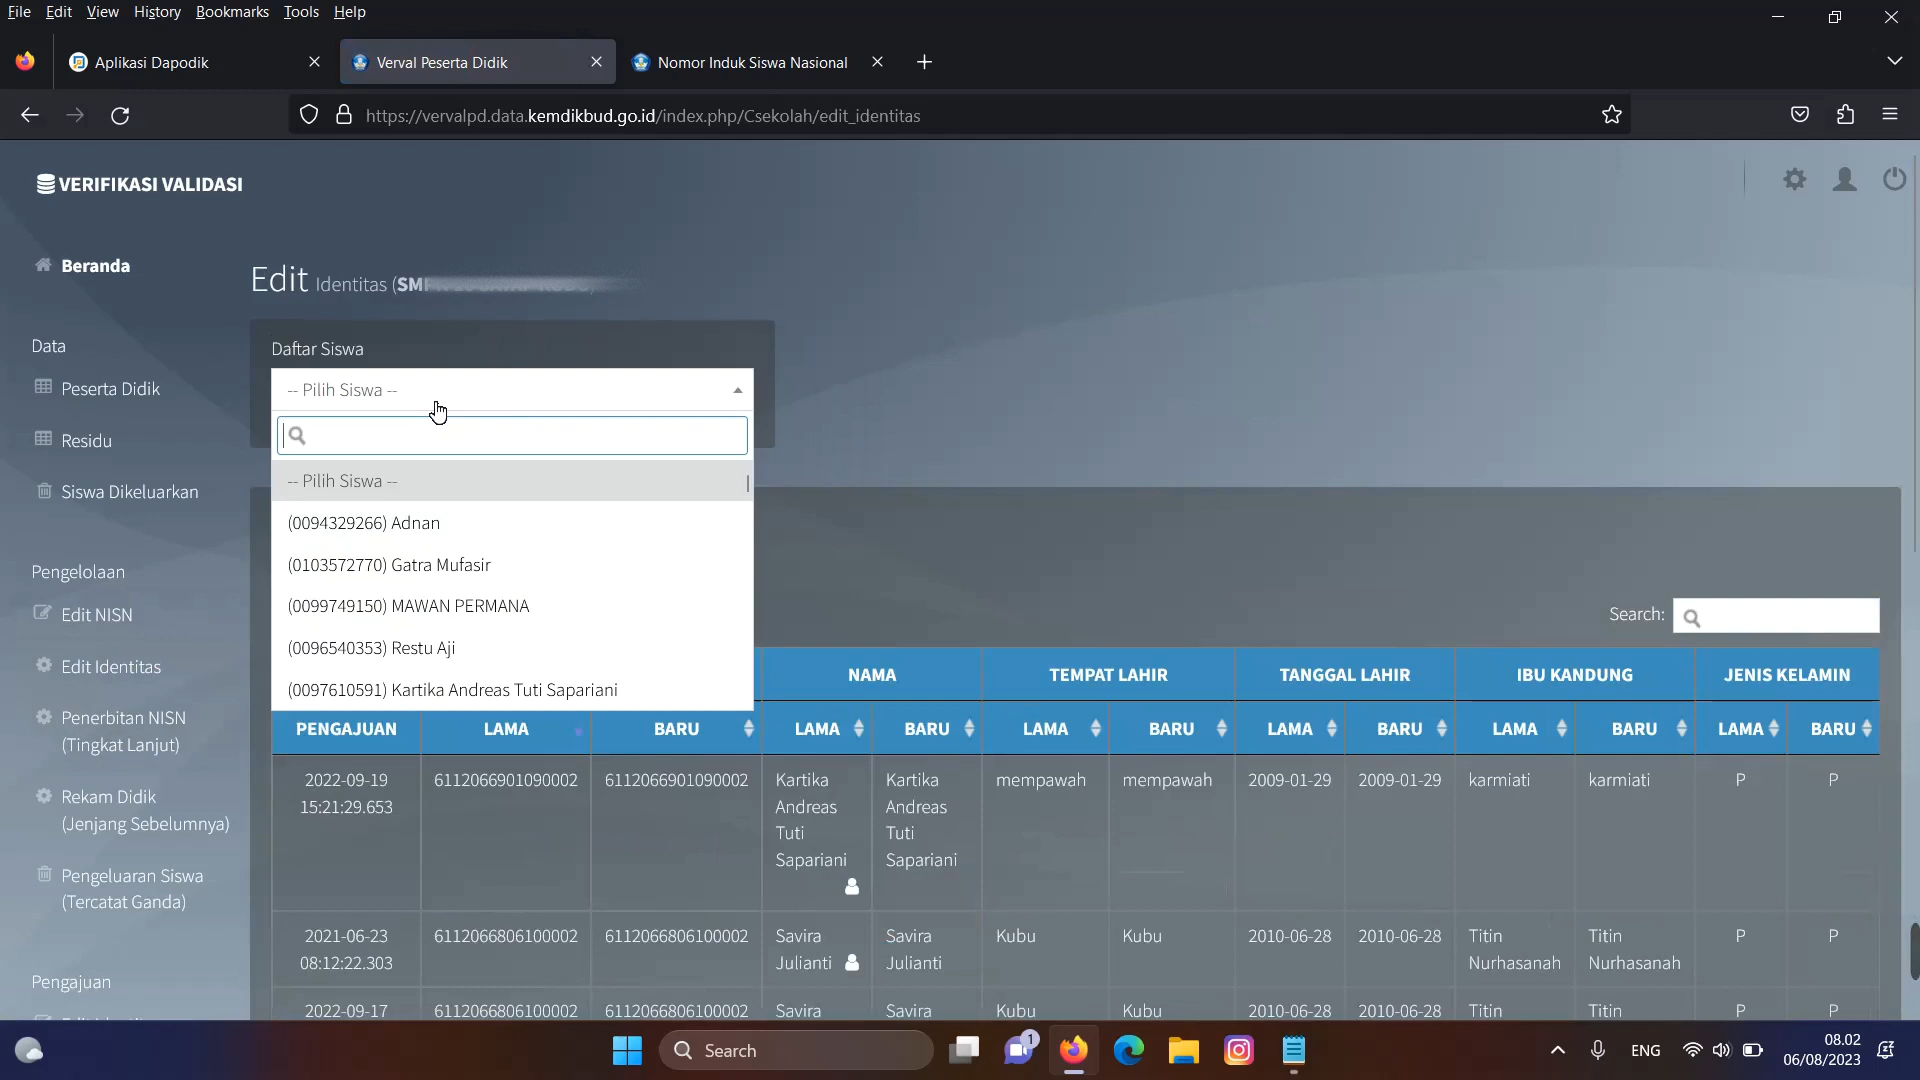 File Edit View History Bookmarks Tools Help
Aplikasi Dapodik
Verval Peserta Didik
Nomor Induk Siswa Nasional
https://vervalpd.data.kemdikbud.go.id/index.php/Csekolah/edit_identitas
VERIFIKASI VALIDASI
Beranda
Data
Peserta Didik
Residu
Siswa Dikeluarkan
Pengelolaan
Edit NISN
Edit Identitas
Penerbitan NISN
(Tingkat Lanjut)
Rekam Didik
(Jenjang Sebelumnya)
Pengeluaran Siswa
(Tercatat Ganda)
Pengajuan
Edit Identitas (SM
Daftar Siswa
-- Pilih Siswa --
-- Pilih Siswa --
(0094329266) Adnan
(0103572770) Gatra Mufasir
(0099749150) MAWAN PERMANA
(0096540353) Restu Aji
(0097610591) Kartika Andreas Tuti Sapariani
Search:
NAMA TEMPAT LAHIR TANGGAL LAHIR IBU KANDUNG JENIS KELAMIN
PENGAJUAN LAMA BARU LAMA BARU LAMA BARU LAMA BARU LAMA BARU LAMA BARU
2022-09-19 6112066901090002 6112066901090002 Kartika Kartika mempawah mempawah 2009-01-29 2009-01-29 karmiati karmiati P P
15:21:29.653 Andreas Andreas
Tuti Tuti
Sapariani Sapariani
2021-06-23 6112066806100002 6112066806100002 Savira Savira Kubu Kubu 2010-06-28 2010-06-28 Titin Titin P P
08:12:22.303 Julianti Julianti Nurhasanah Nurhasanah
2022-09-17 6112066806100002 6112066806100002 Savira Savira Kubu Kubu 2010-06-28 2010-06-28 Titin Titin P P
Search
1
ENG
08.02
06/08/2023